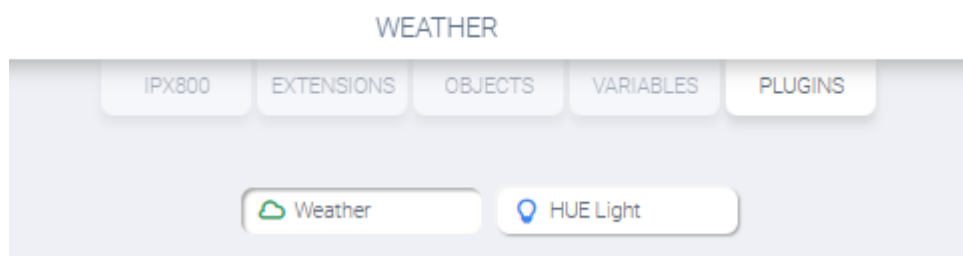 WEATHER
IPX800 EXTENSIONS OBJECTS VARIABLES PLUGINS
Weather HUE Light